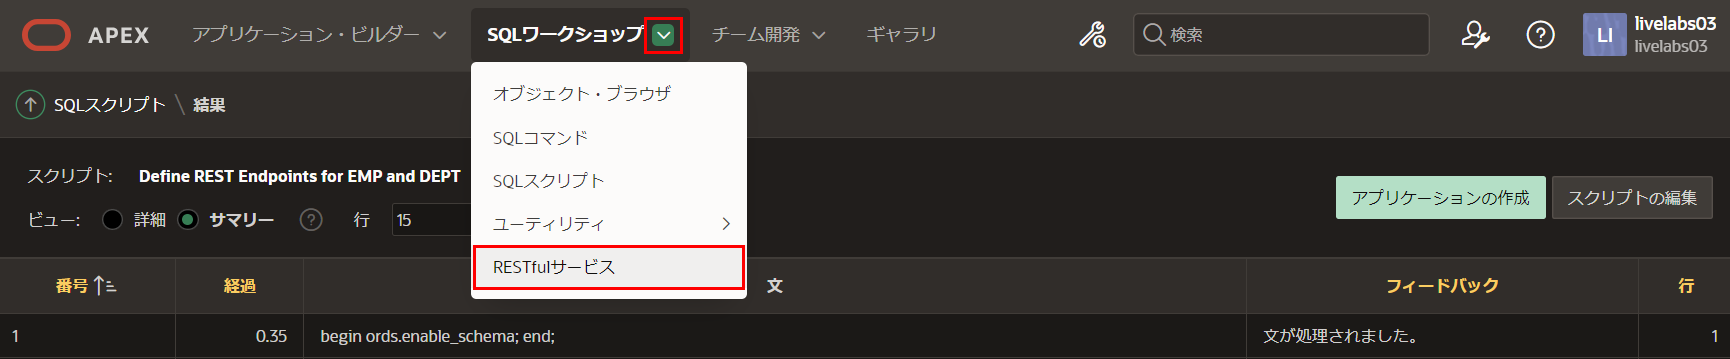 APEX アプリケーション・ビルダー SQLワークショップ チーム開発 ギャラリ 検索 LI livelabs03
livelabs03
オブジェクト・ブラウザ
SQLスクリプト \ 結果
SQLコマンド
スクリプト: Define REST Endpoints for EMP and DEPT
SQLスクリプト
アプリケーションの作成 スクリプトの編集
ビュー: 詳細 サマリー ? 行 15
ユーティリティ
RESTfulサービス
番号 経過 文 フィードバック 行
1 0.35 begin ords.enable_schema; end; 文が処理されました。 1